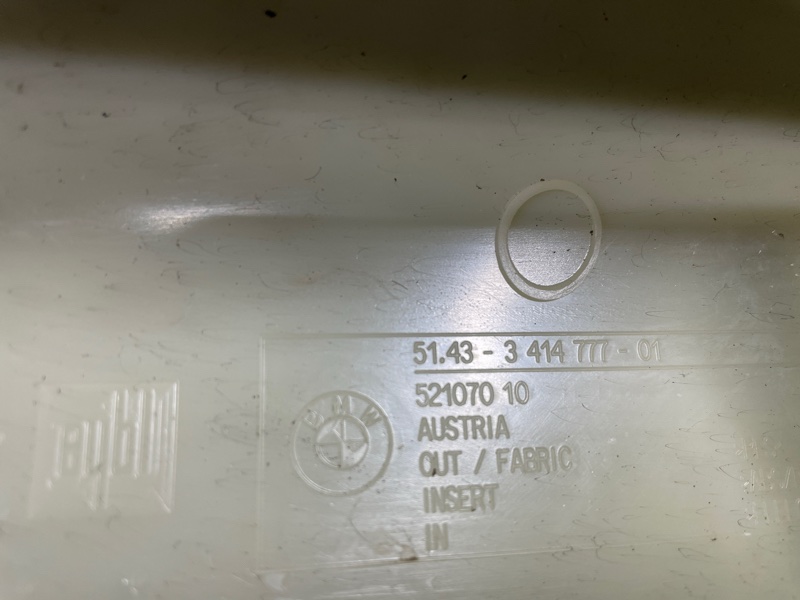 51.43 - 3 414 777 - 01
521070 10
BMW
AUSTRIA
OUT / FABRIC
INSERT
IN